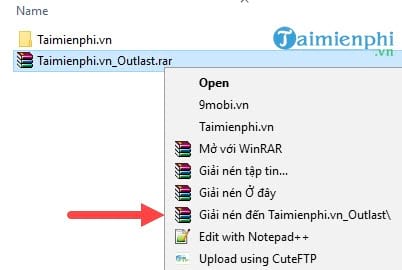 Name
Taimienphi.vn
Taimienphi.vn_Outlast.rar
Taimienphi
.vn
Open
9mobi.vn
Taimienphi.vn
Mở với WinRAR
Giải nén tập tin...
Giải nén Ở đây
Giải nén đến Taimienphi.vn_Outlast\
Edit with Notepad++
Upload using CuteFTP